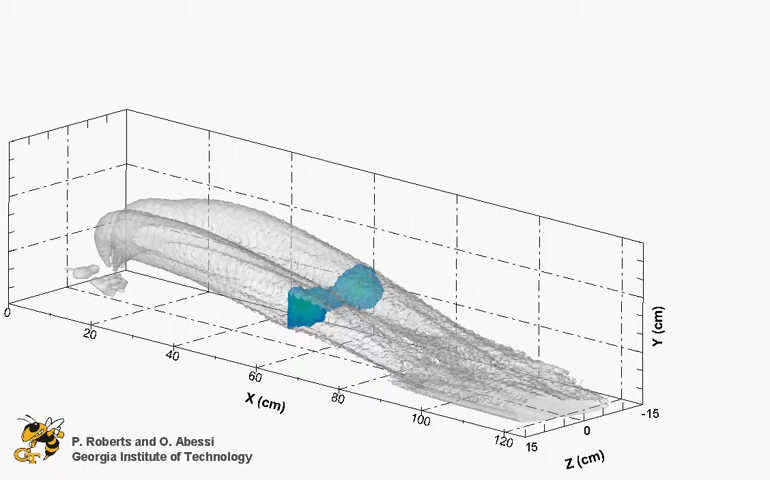 Y (cm)
0
20
40
60
80
100
120
X (cm)
15
0
-15
Z (cm)
GT
P. Roberts and O. Abessi
Georgia Institute of Technology